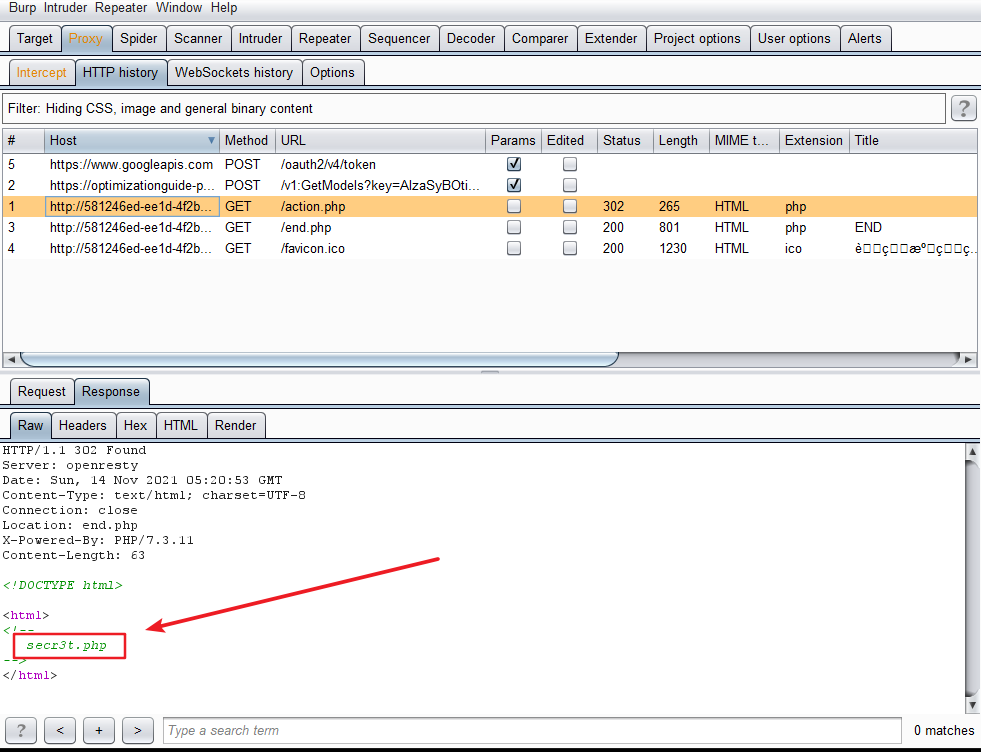 Burp Intruder Repeater Window Help
Target Proxy Spider Scanner Intruder Repeater Sequencer Decoder Comparer Extender Project options User options Alerts
Intercept HTTP history WebSockets history Options
Filter: Hiding CSS, image and general binary content ?
# Host Method URL Params Edited Status Length MIME t... Extension Title
5 https://www.googleapis.com POST /oauth2/v4/token
2 https://optimizationguide-p... POST /v1:GetModels?key=AIzaSyBOti...
1 http://581246ed-ee1d-4f2b... GET /action.php 302 265 HTML php
3 http://581246ed-ee1d-4f2b... GET /end.php 200 801 HTML php END
4 http://581246ed-ee1d-4f2b... GET /favicon.ico 200 1230 HTML ico
Request Response
Raw Headers Hex HTML Render
HTTP/1.1 302 Found
Server: openresty
Date: Sun, 14 Nov 2021 05:20:53 GMT
Content-Type: text/html; charset=UTF-8
Connection: close
Location: end.php
X-Powered-By: PHP/7.3.11
Content-Length: 63
<!DOCTYPE html>
<html>
<!--
secr3t.php
-->
</html>
? < + > Type a search term 0 matches